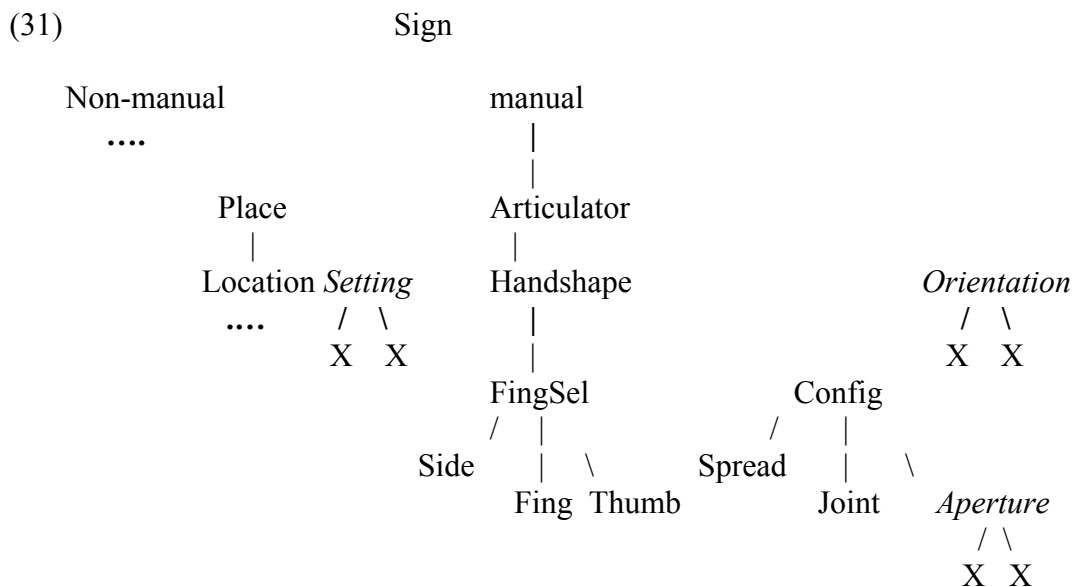 (31) Sign
Non-manual manual
....
Place Articulator
Location Setting Handshape Orientation
.... X X X X
FingSel Config
Side Spread
Fing Thumb Joint Aperture
X X